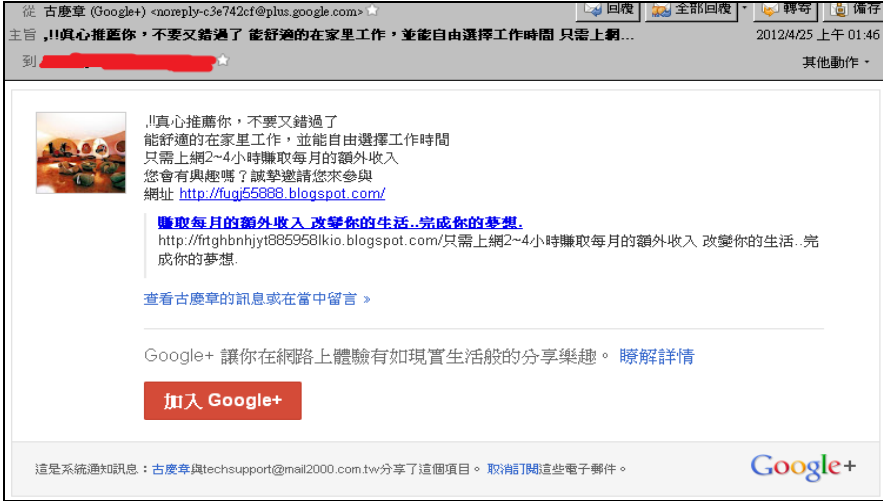 從 古慶章 (Google+) <noreply-c3e742cf@plus.google.com> 回覆 全部回覆 轉寄 儲存
主旨 ,!!真心推薦你，不要又錯過了 能舒適的在家里工作，並能自由選擇工作時間 只需上網... 2012/4/25 上午 01:46
到 其他動作
,!!真心推薦你，不要又錯過了
能舒適的在家里工作，並能自由選擇工作時間
只需上網2~4小時賺取每月的額外收入
您會有興趣嗎？誠摯邀請您來參與
網址 http://fugj55888.blogspot.com/
賺取每月的額外收入 改變你的生活..完成你的夢想.
http://frtghbnhjyt885958lkio.blogspot.com/只需上網2~4小時賺取每月的額外收入 改變你的生活..完
成你的夢想.
查看古慶章的訊息或在當中留言 »
Google+ 讓你在網路上體驗有如現實生活般的分享樂趣。 瞭解詳情
加入 Google+
這是系統通知訊息：古慶章與techsupport@mail2000.com.tw分享了這個項目。 取消訂閱這些電子郵件。
Google+